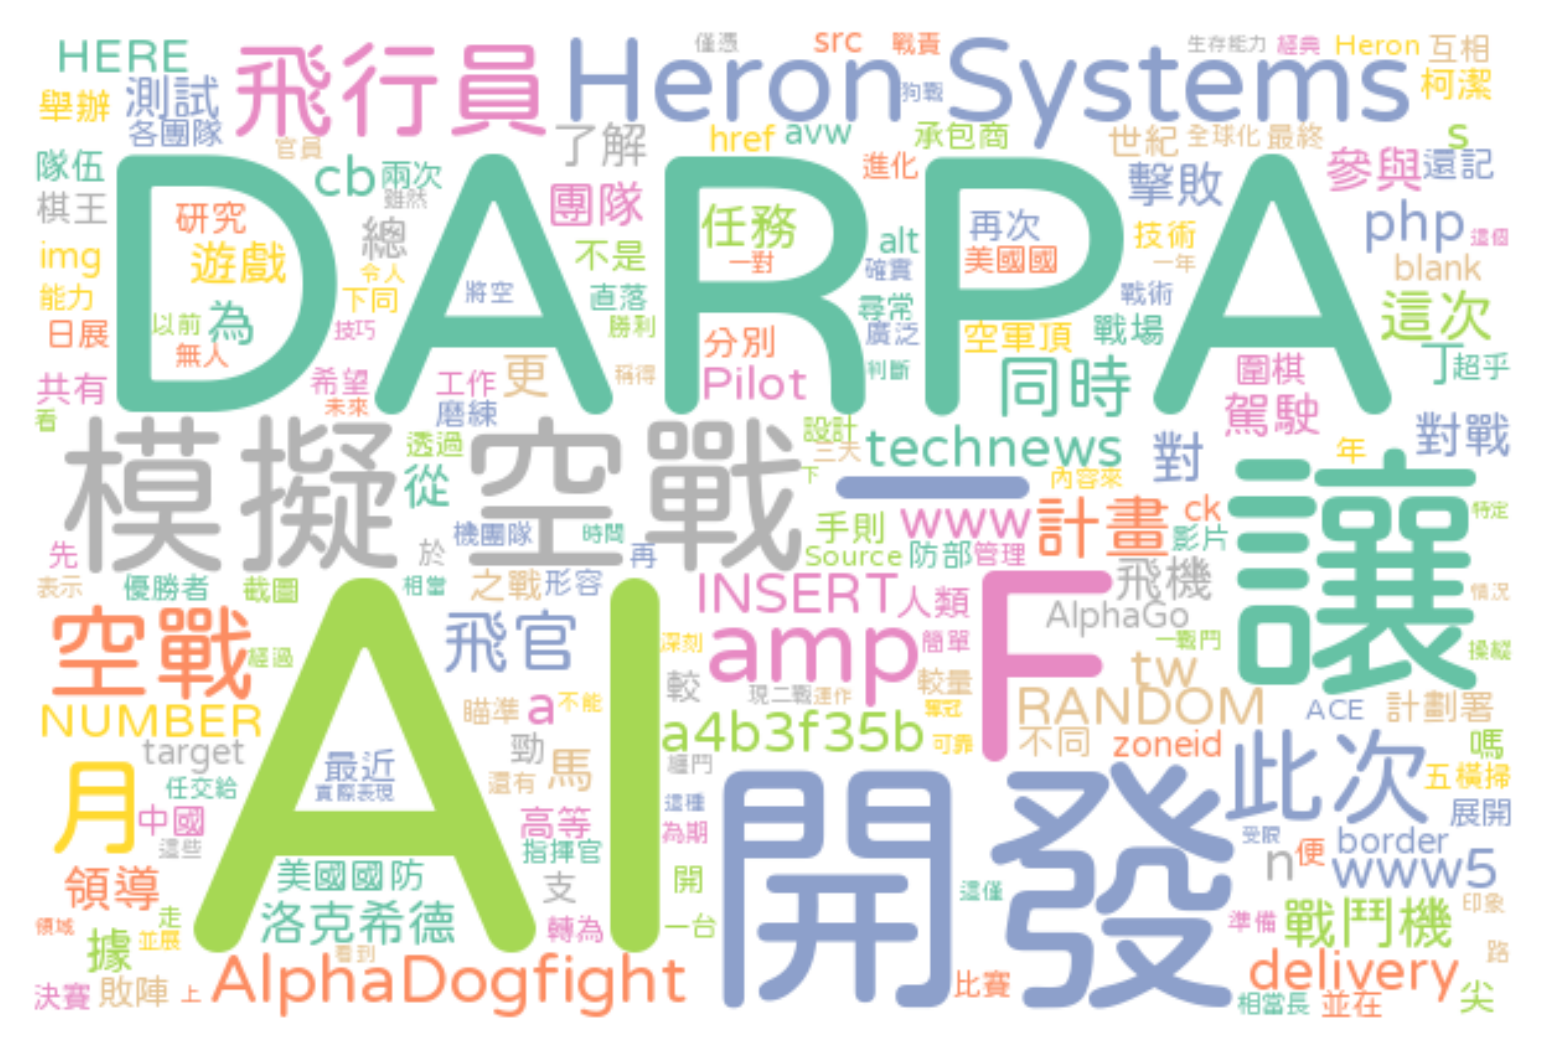 HERE 飛行員 Heron Systems 僅憑 src 戰責 生存能力 經典 Heron 互相
舉辦 測試 狗戰 柯潔
各團隊 官員 了解 href avw 承包商 世紀 全球化 最終 s
隊伍 cb 兩次 團隊 進化 擊敗 參與 還記
棋王 雖然 DARPA
研究 總 任務 再次 php 這個
img 遊戲 令人 不是 一對 alt 美國國 技術 blank
能力 下同 將空 直落 確實 尋常 一年 戰術
日展 以前 為 技巧 勝利 分別 廣泛 空軍頂 戰場 這次
無人 希望 工作 更 稱得 Pilot 判斷 同時 圍棋 丁 超乎
共有 未來 磨練 駕駛
看 模擬空戰 透過 設計 三天 technews 對 年 對戰
從 下 一 內容來 讓
先 機團隊 時間 手則 www 計畫 ck 特定
於 再 Source 防部 管理 影片
表示 優勝者 截圖 相當 之戰 形容 INSERT 人類 F 飛機 情況
空戰 經過 AI 飛官 深刻 amp 簡單 AlphaGo 一戰鬥 操縱
較 現二戰 運作 較量 tw
NUMBER 瞄準 a 不能 奪冠 RANDOM ACE 計劃署
target 最近 勁 馬 a4b3f35b 可靠 不同 zoneid 嗎
月 任交給 真際表現 還有 纏鬥 開發 此次 五橫掃
中國 高等 這種 展開
這些 指揮官 為期 受限 border
領導 美國國防 支 開 n 便 www5
領域 走 洛克希德 轉為 一台 這僅 準備 戰鬥機 印象
據 並展 看到 路
決賽 敗陣 上 AlphaDogfight 比賽 delivery 相當長 並在 尖